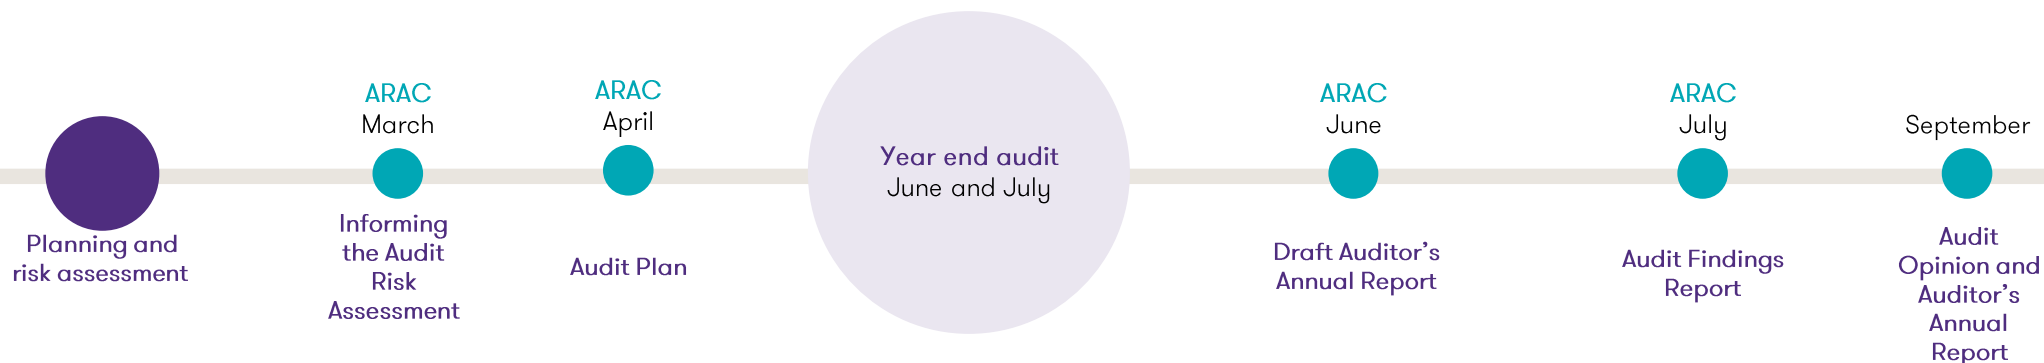 Planning and
risk assessment
ARAC
March
Informing
the Audit
Risk
Assessment
ARAC
April
Audit Plan
Year end audit
June and July
ARAC
June
Draft Auditor’s
Annual Report
ARAC
July
Audit Findings
Report
September
Audit
Opinion and
Auditor’s
Annual
Report